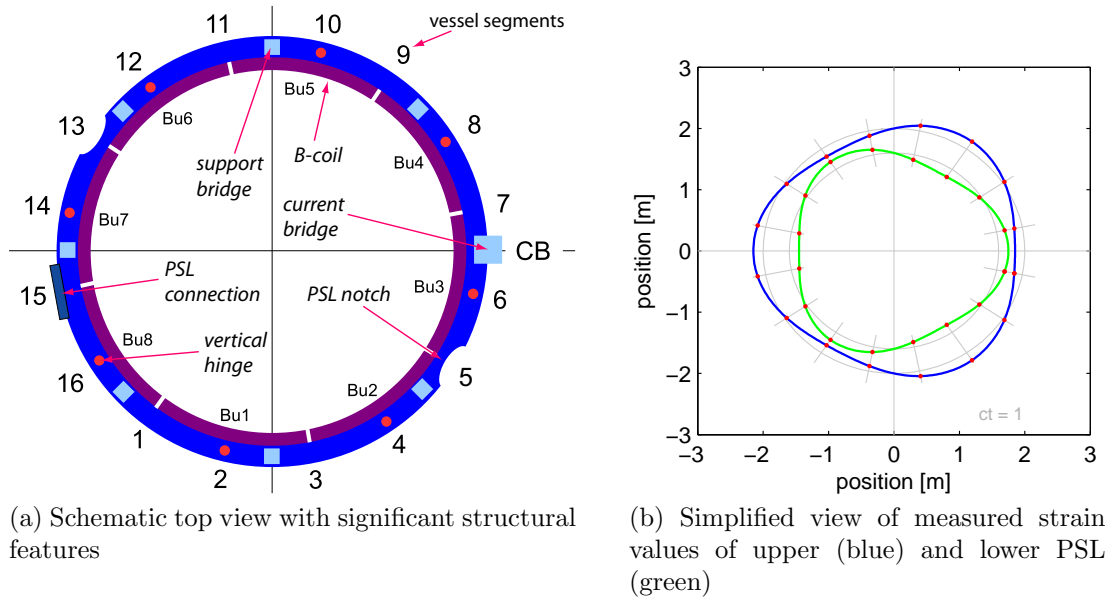 11
10
vessel segments
9
12
Bu5
Bu6
13
8
B-coil
support
bridge
Bu4
14
7
current
bridge
Bu7
CB
PSL
connection
PSL notch
Bu3
15
6
vertical
hinge
Bu8
5
16
Bu2
Bu1
1
4
2
3
(a) Schematic top view with significant structural
features
3
2
1
0
−1
−2
−3
position [m]
ct = 1
−3
−2
−1
0
1
2
3
position [m]
(b) Simplified view of measured strain
values of upper (blue) and lower PSL
(green)